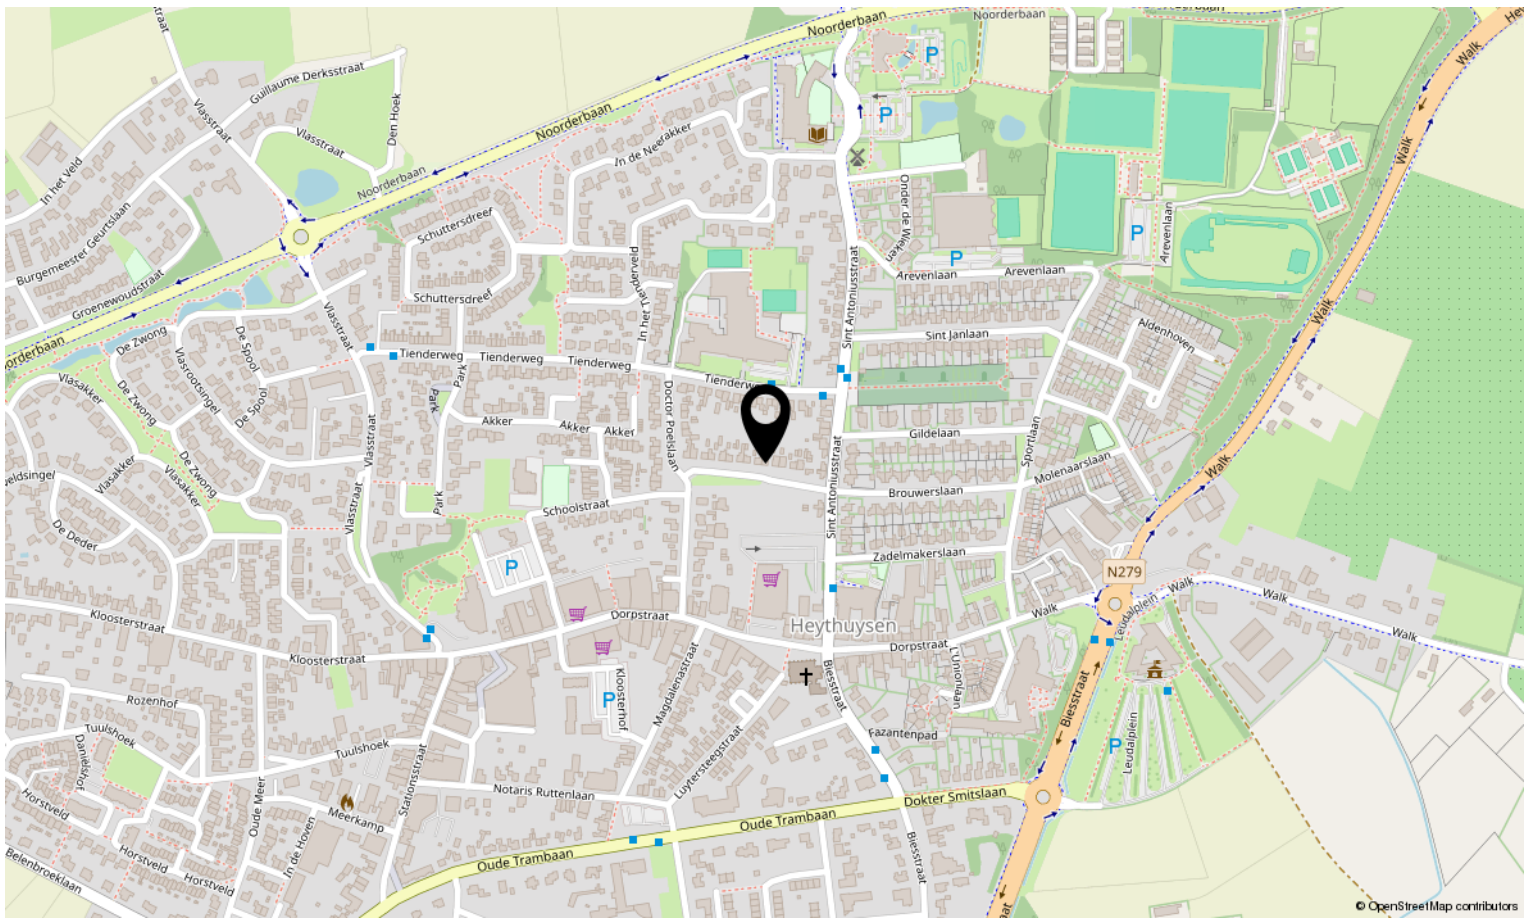 Noorderbaan
Noorderbaan
Noorderbaan
Noorderbaan
Walk
Guillaume Derksstraat
Vlasstraat
Vlasstraat
Den Hoek
In het Veld
Burgemeester Geurtslaan
Groenewoudstraat
In de Neerakker
Schuttersdreef
Schuttersdreef
In het Tienderveld
Onder de Wieken
P
P
P
P
Walk
Arevenlaan
Arevenlaan
Arevenlaan
Sint Antoniusstraat
Sint Janlaan
Aldenhoven
Walk
De Zwong
De Spool
De Spool
Vlasrootsingel
Vlasstraat
Tienderweg
Tienderweg
Tienderweg
Tienderweg
Park
Park
Park
Akker
Akker
Akker
Doctor Poelslaan
Vlasakker
De Zwong
Vlasakker
Vlasakker
De Zwong
De Deder
Vlasstraat
Vlasstraat
Schoolstraat
Gildelaan
Sportlaan
Molenaarslaan
Brouwerslaan
Sint Antoniusstraat
Zadelmakerslaan
Walk
N279
P
Kloosterstraat
Kloosterstraat
Dorpstraat
Heythuysen
Dorpstraat
Walk
Walk
Walk
Walk
Leudalplein
Leudalplein
L'Unionlaan
Biesstraat
Biesstraat
Biesstraat
Magdalenastraat
Kloosterhof
P
P
Rozenhof
Tuulshoek
Tuulshoek
Daniëlshof
Horstveld
Horstveld
Horstveld
Oude Meer
In de Hoven
Meerkamp
Stationsstraat
Notaris Ruttenlaan
Luytersteegstraat
Fazantenpad
Dokter Smitslaan
Oude Trambaan
Oude Trambaan
Belenbroeklaan
© OpenStreetMap contributors